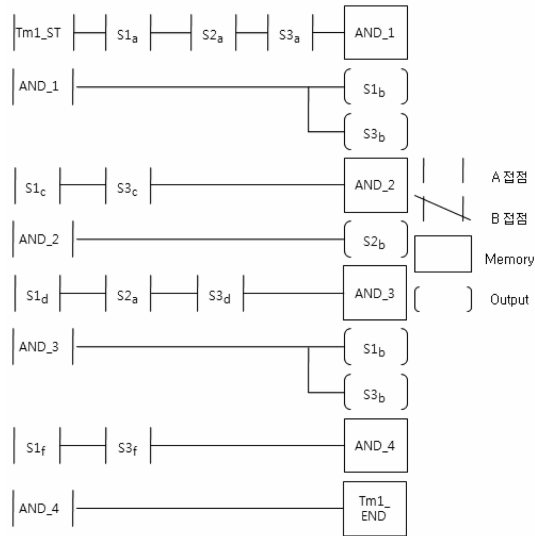 Tm1_ST S1a S2a S3a AND_1
AND_1 S1b
S3b
S1c S3c AND_2
A 접점
B 접점
AND_2 S2b
Memory
S1d S2a S3d AND_3
Output
AND_3 S1b
S3b
S1f S3f AND_4
AND_4 Tm1_
END